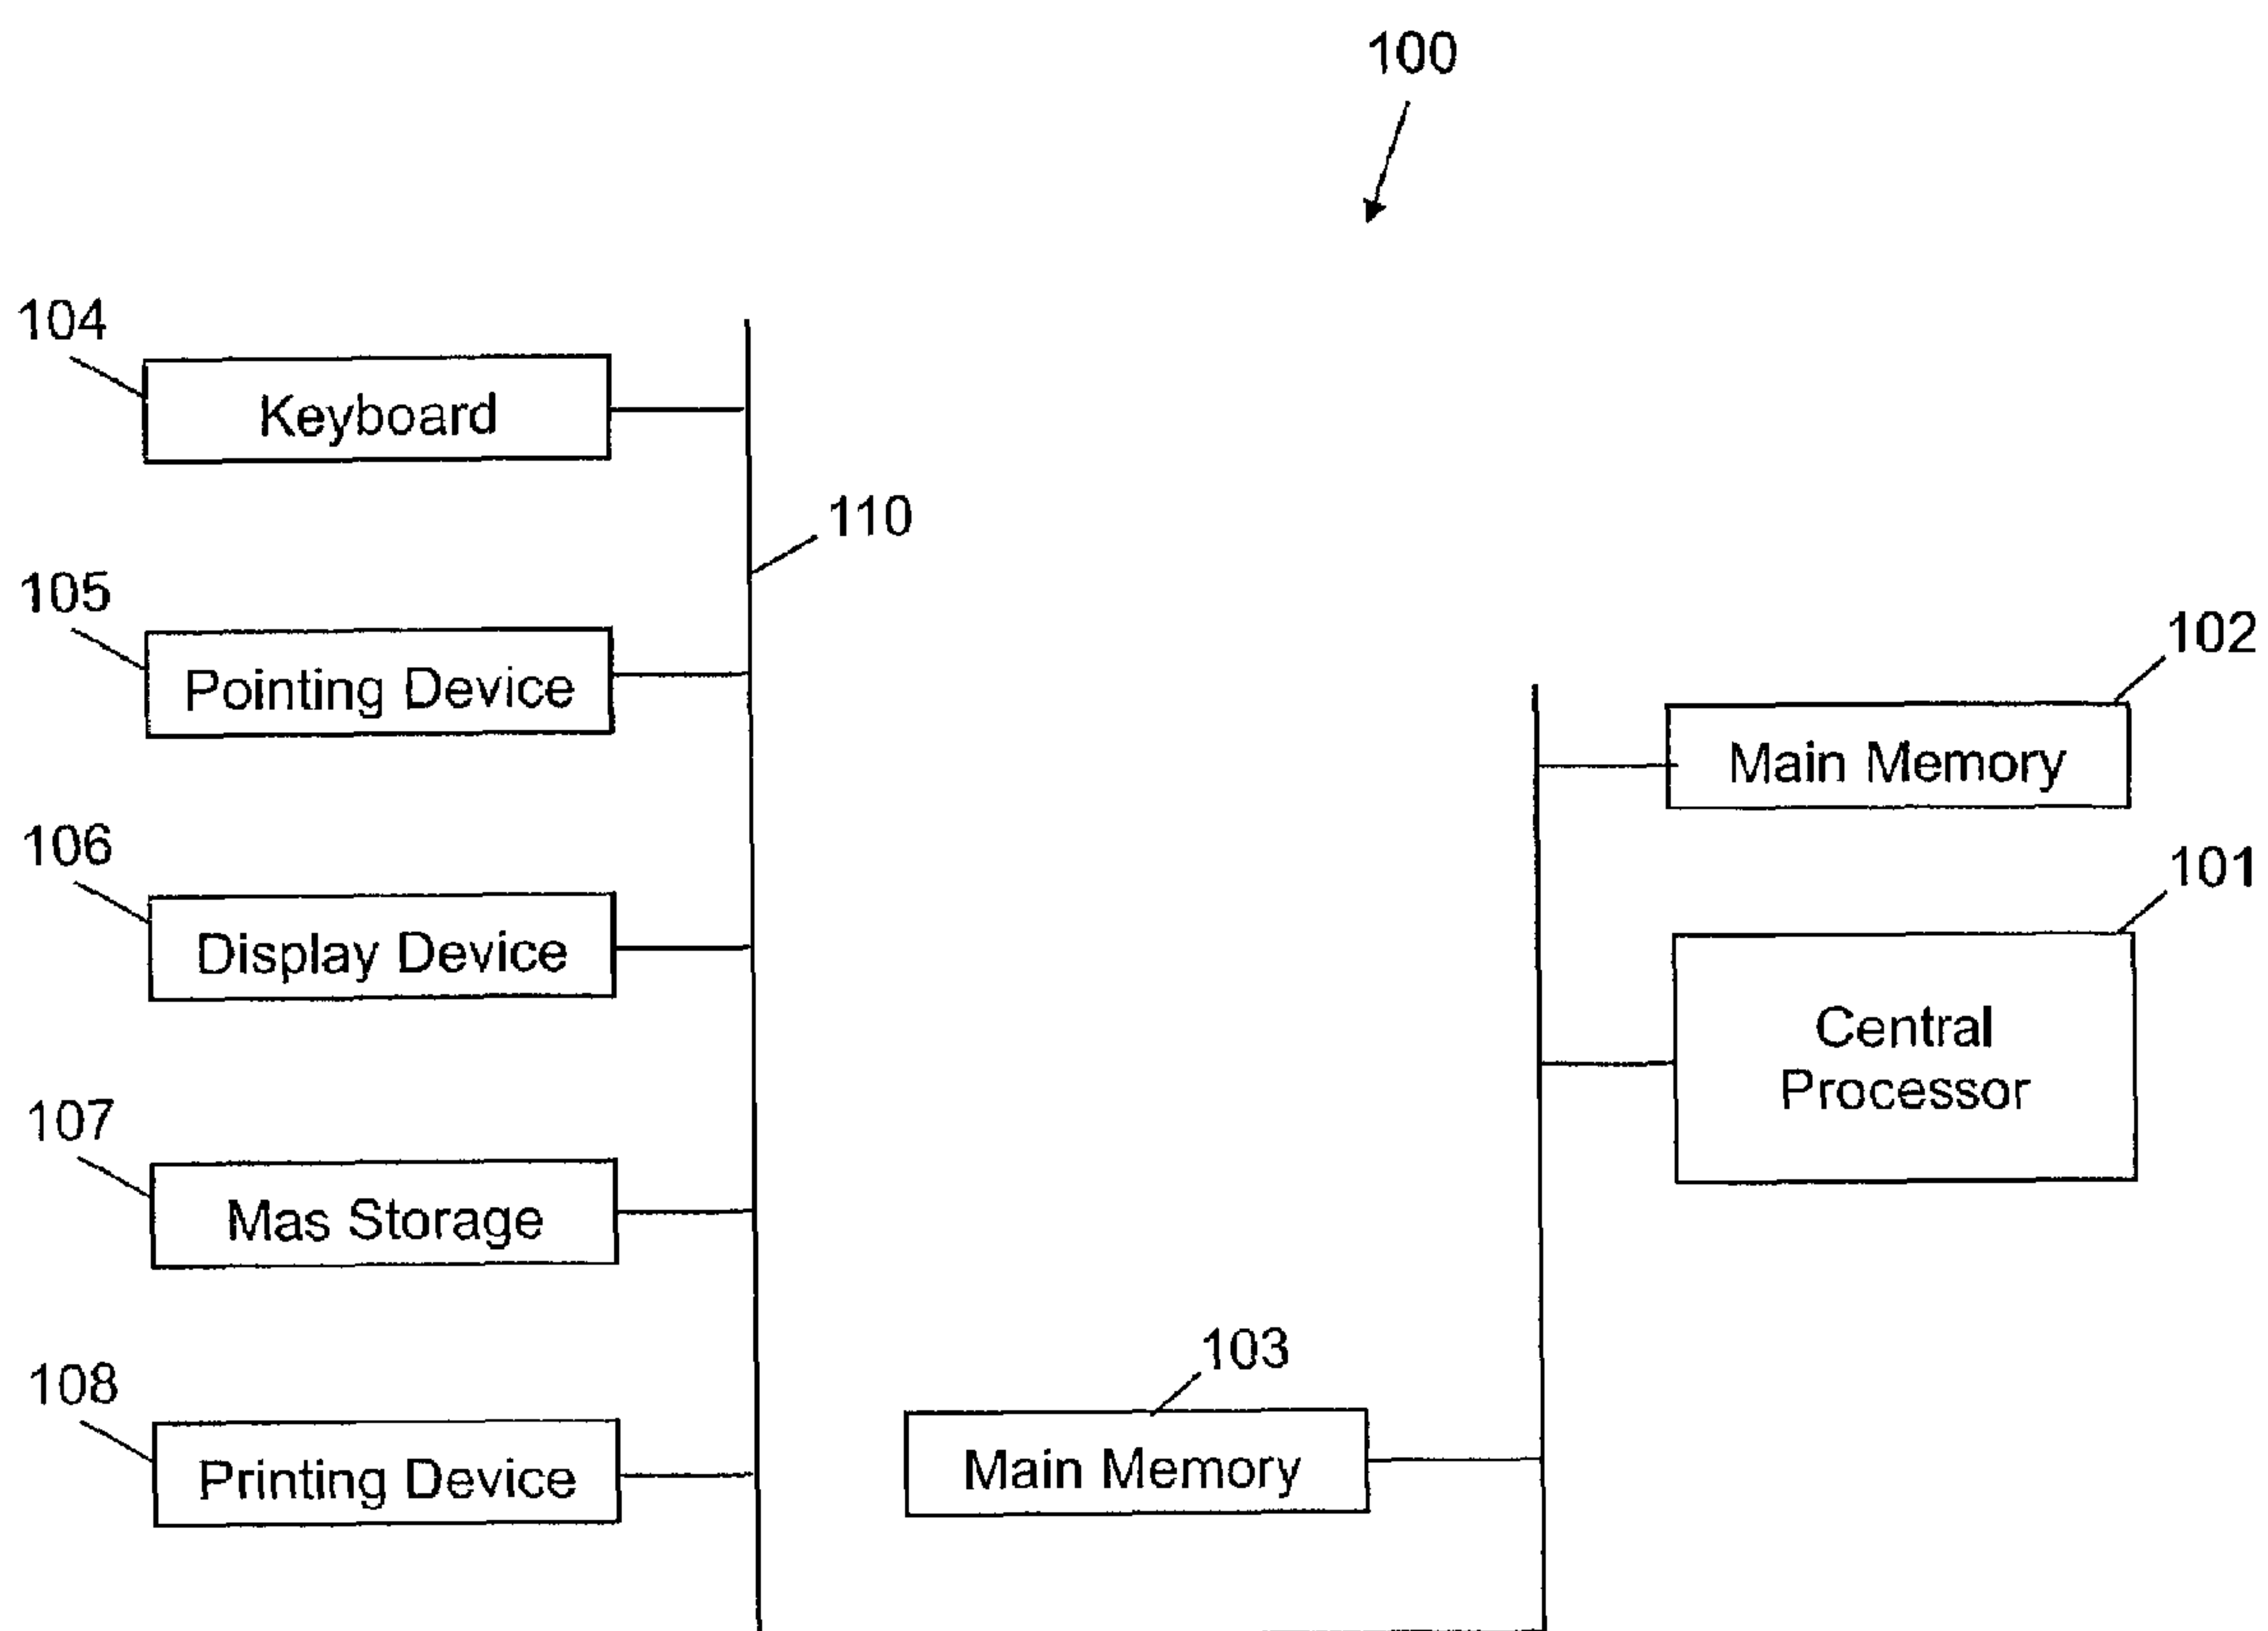 100
104
Keyboard
110
105
Pointing Device
102
Main Memory
106
Display Device
101
Central
Processor
107
Mas Storage
103
Main Memory
108
Printing Device